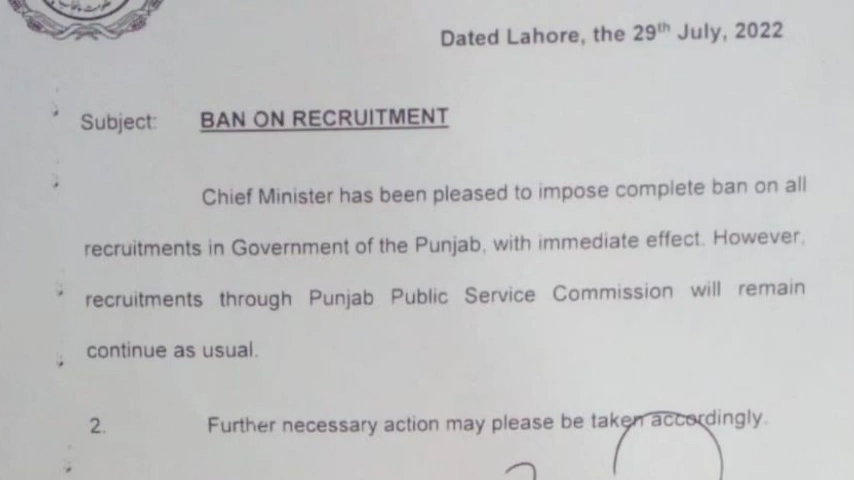 Dated Lahore, the 29th July, 2022
Subject: BAN ON RECRUITMENT
Chief Minister has been pleased to impose complete ban on all
recruitments in Government of the Punjab, with immediate effect. However,
recruitments through Punjab Public Service Commission will remain
continue as usual.
2. Further necessary action may please be taken accordingly.